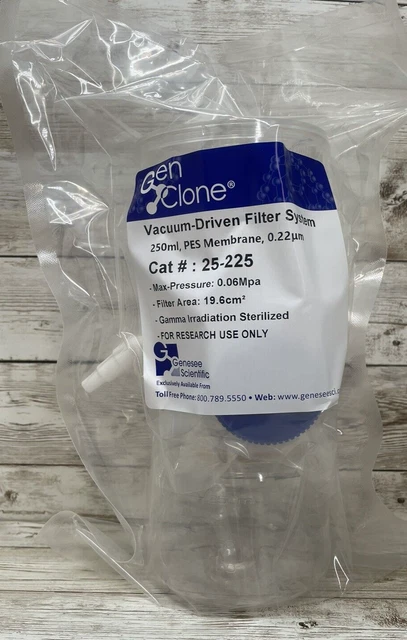 Gen
Clone®
Vacuum-Driven Filter System
250ml, PES Membrane, 0.22µm
Cat # : 25-225
- Max-Pressure: 0.06Mpa
- Filter Area: 19.6cm²
- Gamma Irradiation Sterilized
- FOR RESEARCH USE ONLY
GS
Genesee
Scientific
Exclusively Available From
Toll Free Phone: 800.789.5550 • Web: www.geneseesci.co